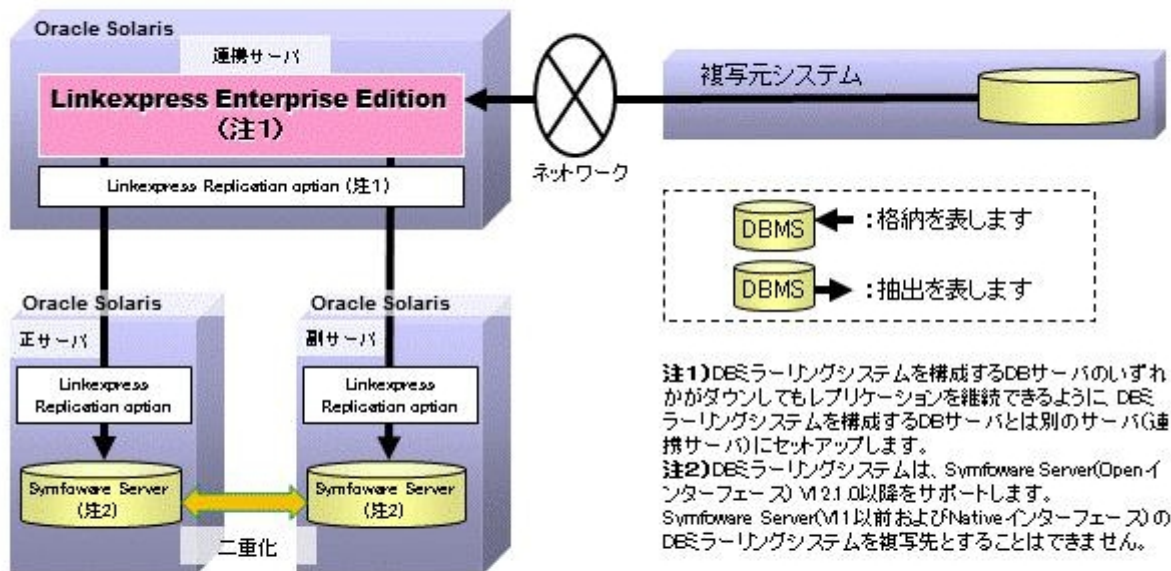 Oracle Solaris
連携サーバ
Linkexpress Enterprise Edition
(注1)
Linkexpress Replication option (注1)
ネットワーク
複写元システム
DBMS :格納を表します
DBMS :抽出を表します
Oracle Solaris
正サーバ
Linkexpress
Replication option
Symfoware Server
(注2)
Oracle Solaris
副サーバ
Linkexpress
Replication option
Symfoware Server
(注2)
二重化
注1)DBミラーリングシステムを構成するDBサーバのいずれ
かがダウンしてもレプリケーションを継続できるように、DBミ
ラーリングシステムを構成するDBサーバとは別のサーバ(連
携サーバ)にセットアップします。
注2)DBミラーリングシステムは、Symfoware Server(Openイ
ンターフェース) V12.1.0以降をサポートします。
Symfoware Server(V11以前およびNativeインターフェース)の
DBミラーリングシステムを複写先とすることはできません。